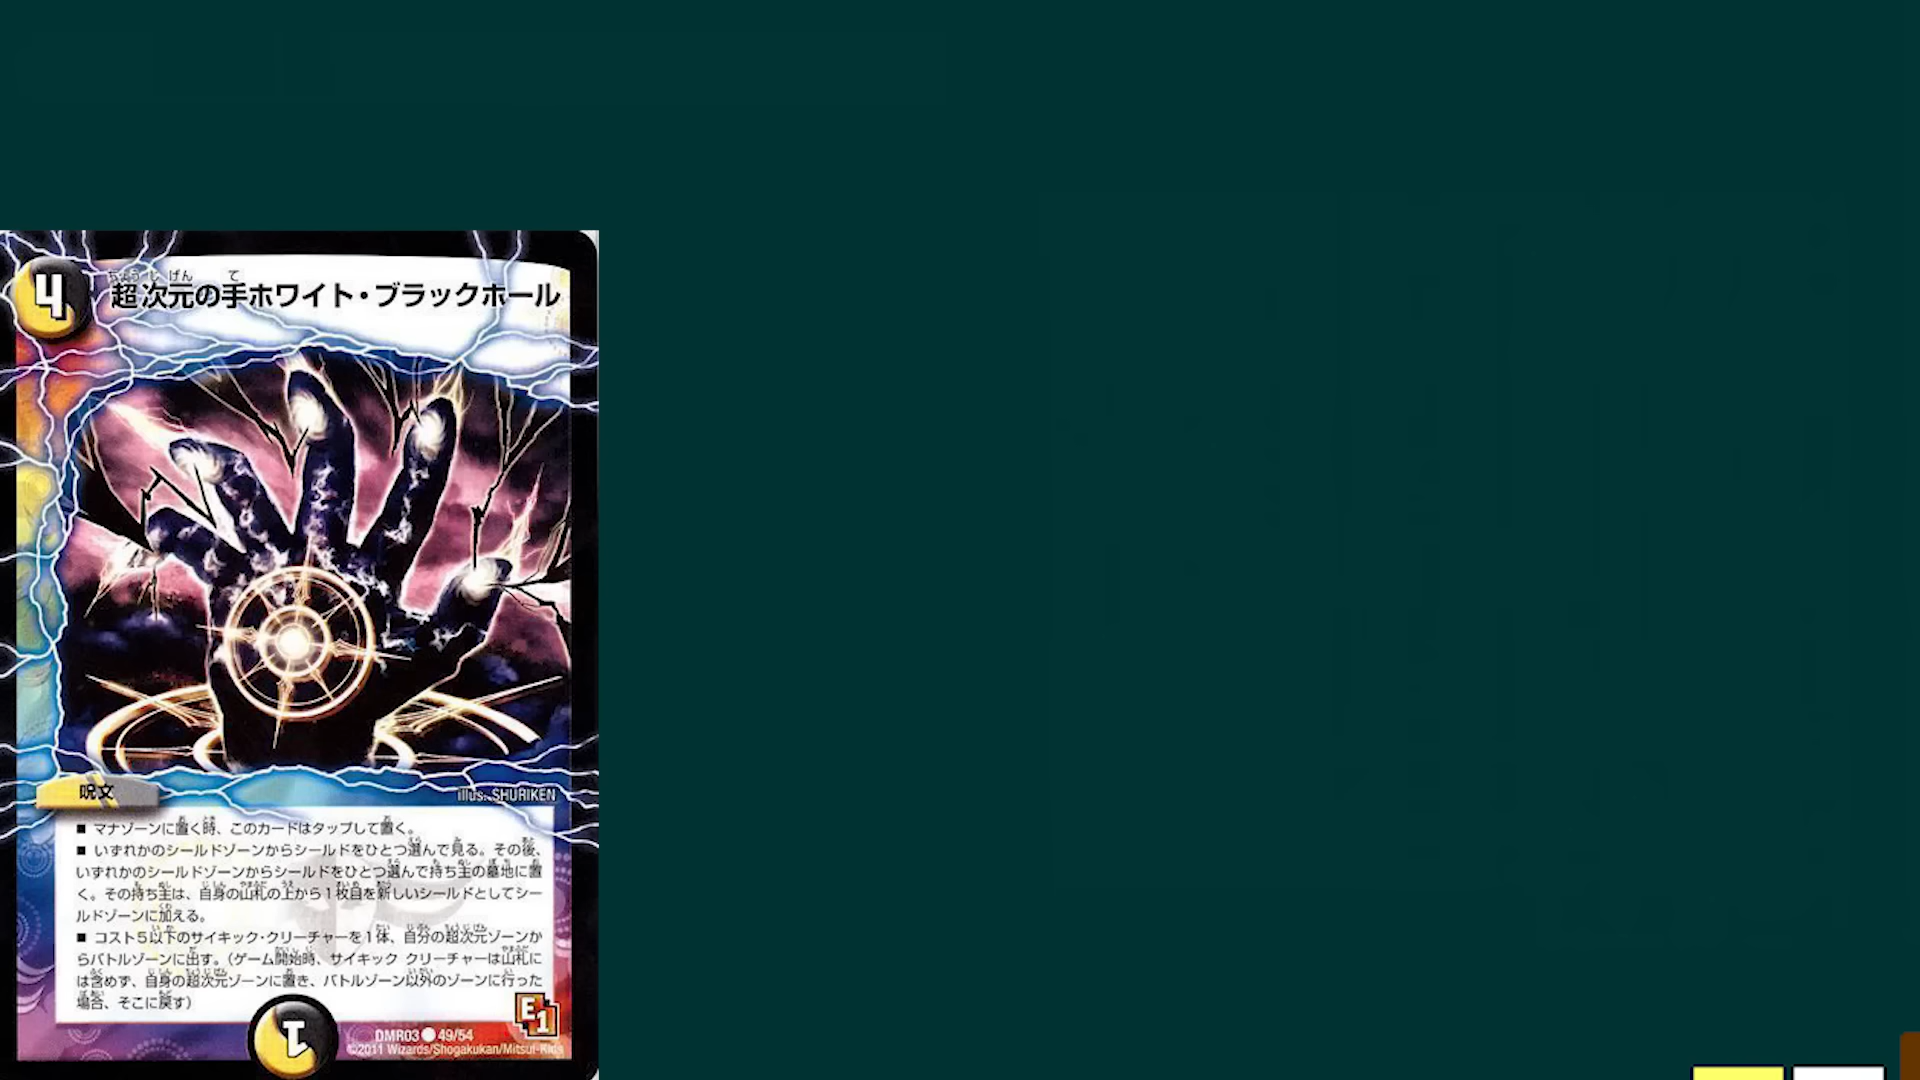 4
ちょうじげん て
超次元の手ホワイト・ブラックホール
呪文
illus. SHURIKEN
■ マナゾーンに置く時、このカードはタップして置く。
■ いずれかのシールドゾーンからシールドをひとつ選んで見る。その後、
いずれかのシールドゾーンからシールドをひとつ選んで持ち主の墓地に置
く。その持ち主は、自身の山札の上から1枚目を新しいシールドとしてシー
ルドゾーンに加える。
■ コスト5以下のサイキック・クリーチャーを1体、自分の超次元ゾーンか
らバトルゾーンに出す。(ゲーム開始時、サイキック クリーチャーは山札に
は含めず、自身の超次元ゾーンに置き、バトルゾーン以外のゾーンに行った
場合、そこに戻す)
E1
1
DMR03 49/54
©2011 Wizards/Shogakukan/Mitsui-Kids